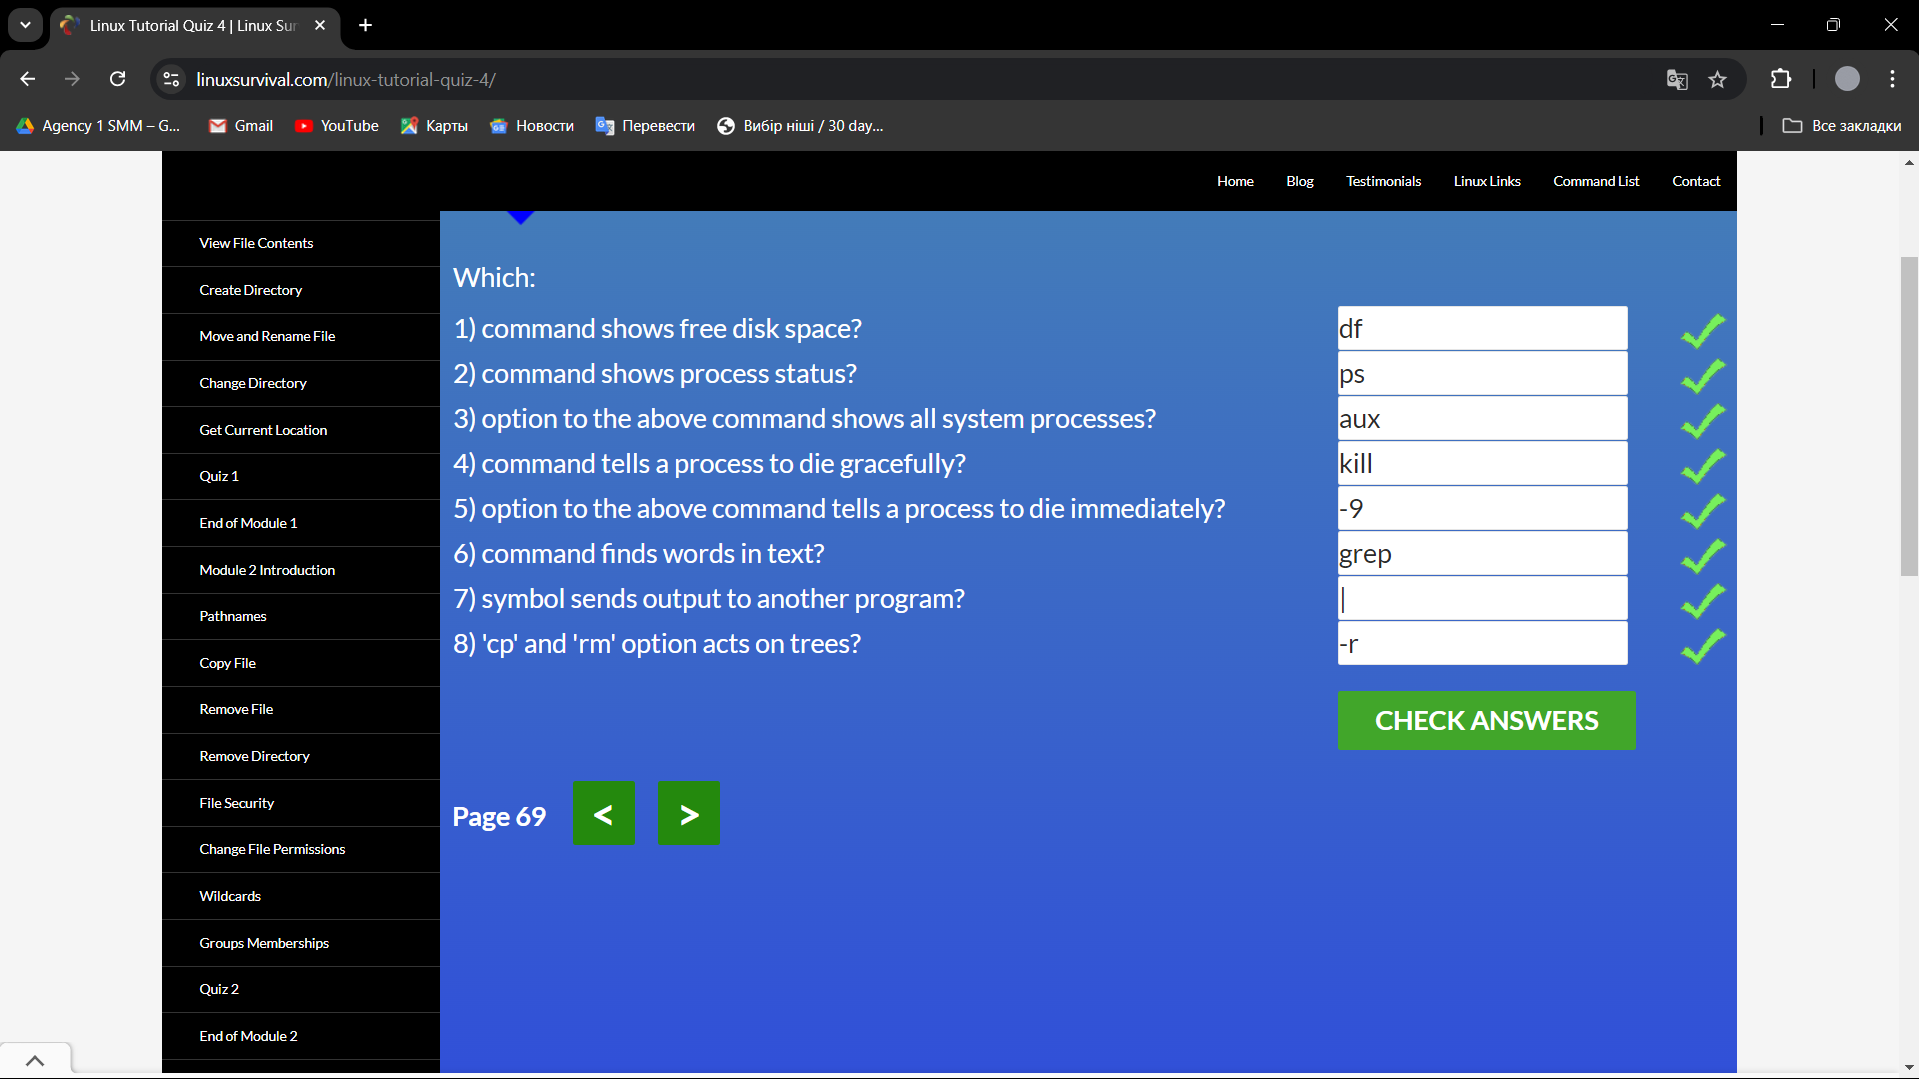 Linux Tutorial Quiz 4 | Linux Sur
linuxsurvival.com/linux-tutorial-quiz-4/
Agency 1 SMM – G...
Gmail
YouTube
Карты
Новости
Перевести
Вибір ніші / 30 day...
Все закладки
Home
Blog
Testimonials
Linux Links
Command List
Contact
View File Contents
Create Directory
Move and Rename File
Change Directory
Get Current Location
Quiz 1
End of Module 1
Module 2 Introduction
Pathnames
Copy File
Remove File
Remove Directory
File Security
Change File Permissions
Wildcards
Groups Memberships
Quiz 2
End of Module 2
Which:
1) command shows free disk space? df
2) command shows process status? ps
3) option to the above command shows all system processes? aux
4) command tells a process to die gracefully? kill
5) option to the above command tells a process to die immediately? -9
6) command finds words in text? grep
7) symbol sends output to another program? |
8) 'cp' and 'rm' option acts on trees? -r
CHECK ANSWERS
Page 69 < >